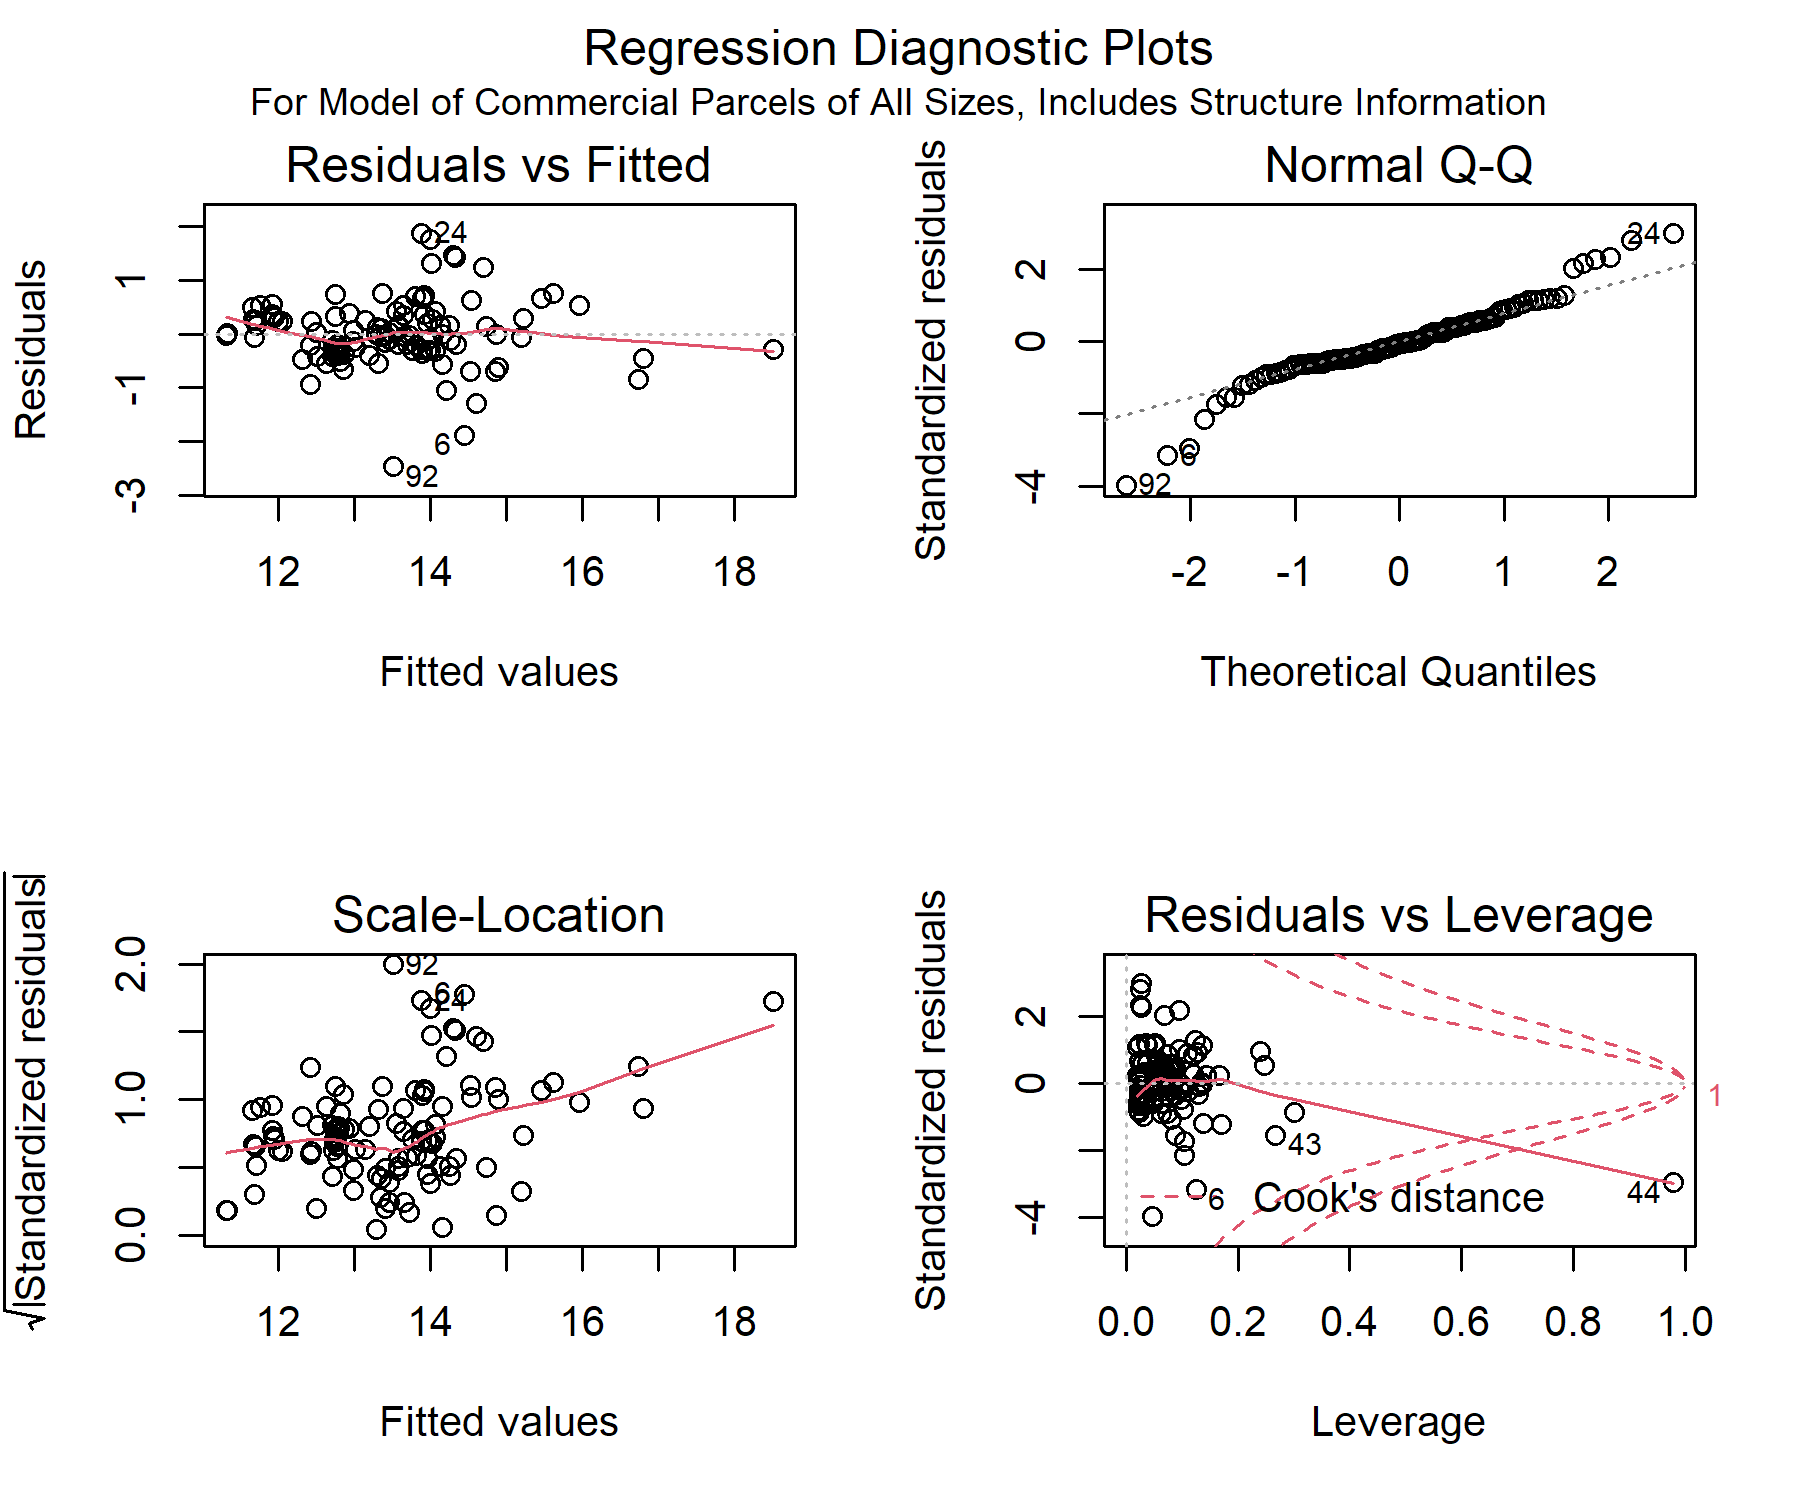 Regression Diagnostic Plots
For Model of Commercial Parcels of All Sizes, Includes Structure Information
Residuals vs Fitted
Residuals
1
-1
-3
24
6
92
12 14 16 18
Fitted values
Normal Q-Q
Standardized residuals
2
0
-4
24
6
92
-2 -1 0 1 2
Theoretical Quantiles
Scale-Location
√|Standardized residuals|
2.0
1.0
0.0
92
6
24
12 14 16 18
Fitted values
Residuals vs Leverage
Standardized residuals
2
0
-4
1
43
44
6
Cook's distance
0.0 0.2 0.4 0.6 0.8 1.0
Leverage